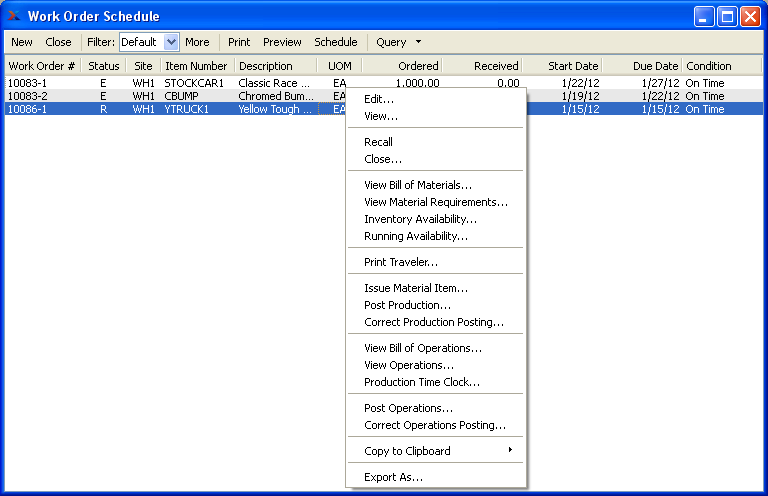 Work Order Schedule
New Close Filter: Default More Print Preview Schedule Query
Work Order # Status Site Item Number Description UOM Ordered Received Start Date Due Date Condition
10083-1 E WH1 STOCKCAR1 Classic Race ... EA 1,000.00 0.00 1/22/12 1/27/12 On Time
10083-2 E WH1 CBUMP Chromed Bum... EA 1/19/12 1/22/12 On Time
10086-1 R WH1 YTRUCK1 Yellow Tough ... EA 1/15/12 1/15/12 On Time
Edit...
View...
Recall
Close...
View Bill of Materials...
View Material Requirements...
Inventory Availability...
Running Availability...
Print Traveler...
Issue Material Item...
Post Production...
Correct Production Posting...
View Bill of Operations...
View Operations...
Production Time Clock...
Post Operations...
Correct Operations Posting...
Copy to Clipboard
Export As...